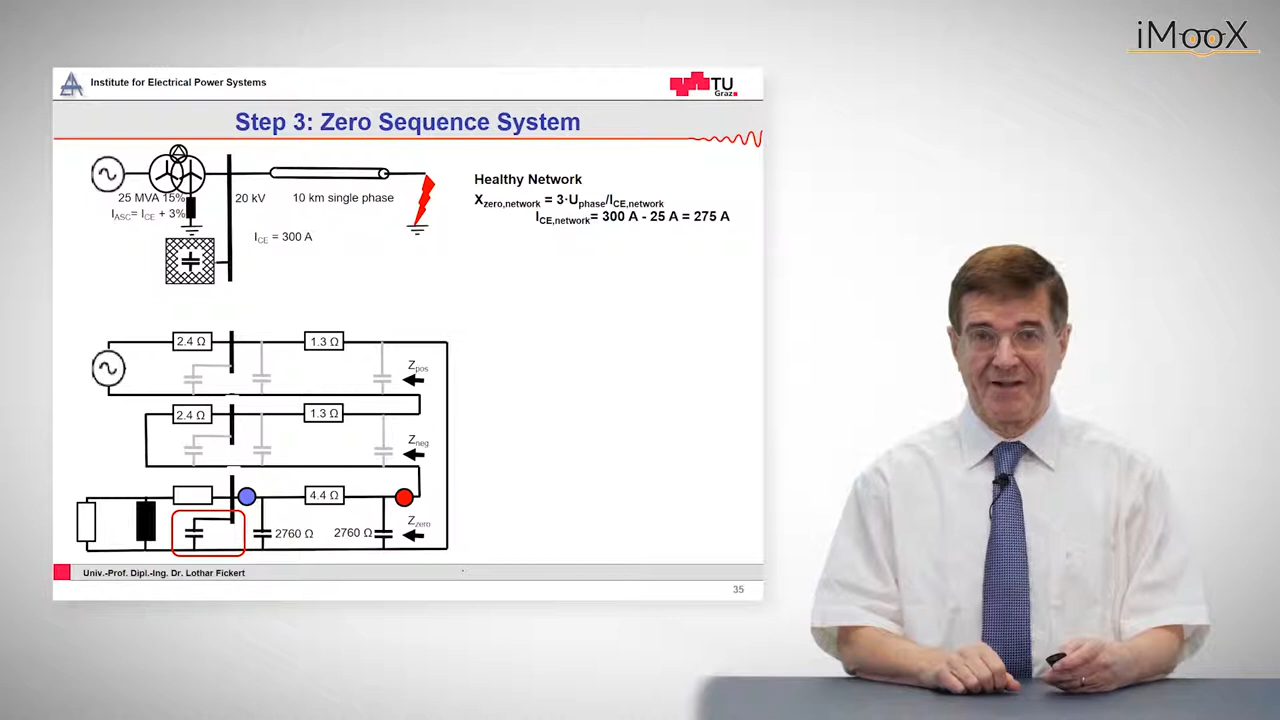 iMooX
Institute for Electrical Power Systems
TU
Graz
Step 3: Zero Sequence System
25 MVA 15%
I_ASC= I_CE + 3%
20 kV
10 km single phase
I_CE = 300 A
Healthy Network
X_zero,network = 3·U_phase/I_CE,network
I_CE,network= 300 A - 25 A = 275 A
2.4 Ω
1.3 Ω
Z_pos
2.4 Ω
1.3 Ω
Z_neg
4.4 Ω
2760 Ω
2760 Ω
Z_zero
Univ.-Prof. Dipl.-Ing. Dr. Lothar Fickert
35